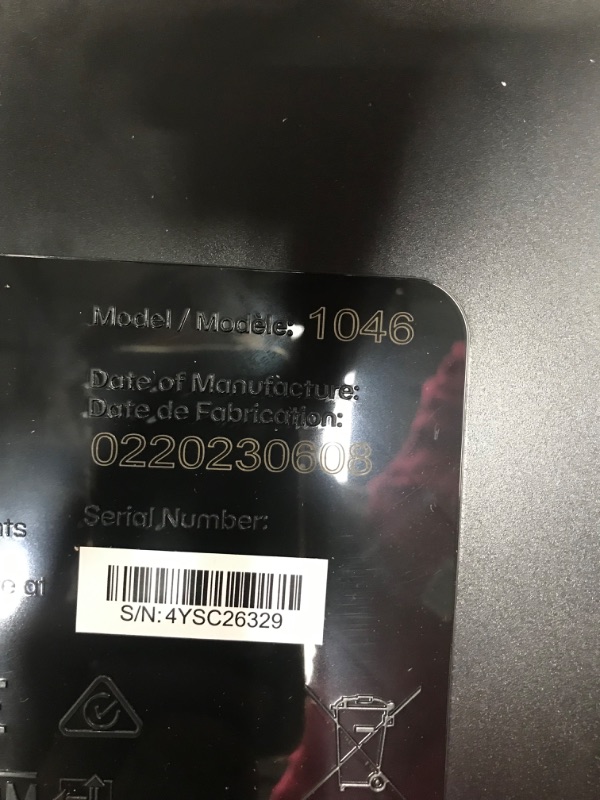 Model / Modèle: 1046
Date of Manufacture:
Date de Fabrication:
0220230608
Serial Number:
S/N: 4YSC26329